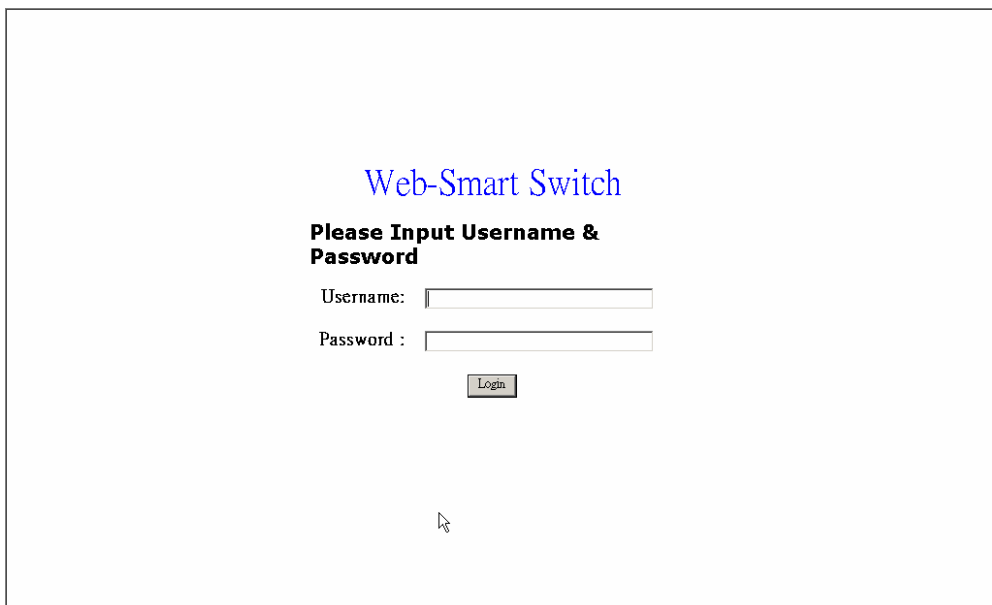 Web-Smart Switch
Please Input Username &
Password
Username:
Password :
Login